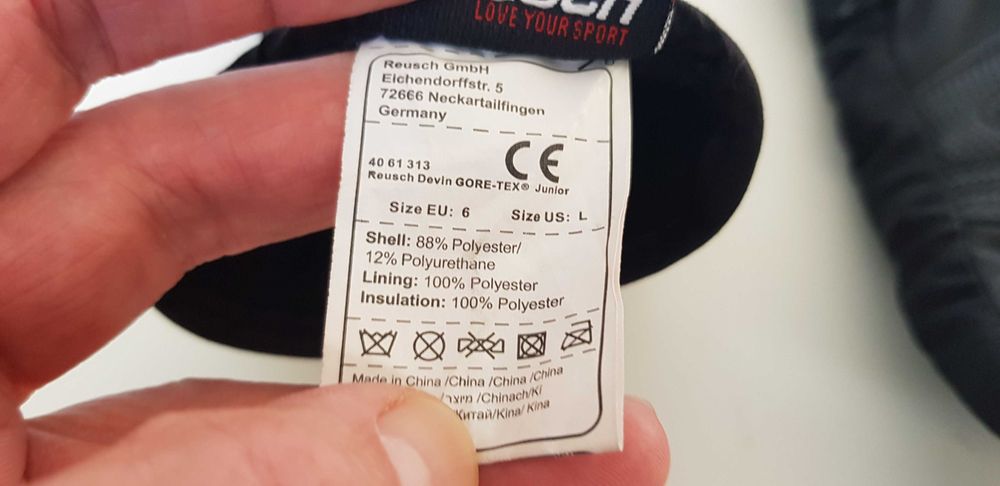 LOVE YOUR SPORT
Reusch GmbH
Eichendorffstr. 5
72666 Neckartailfingen
Germany
CE
40 61 313
Reusch Devin GORE-TEX® Junior
Size EU: 6 Size US: L
Shell: 88% Polyester/
12% Polyurethane
Lining: 100% Polyester
Insulation: 100% Polyester
Made in China /China /China /China
/Chinach/Ki
Китай/Kina/ Kina